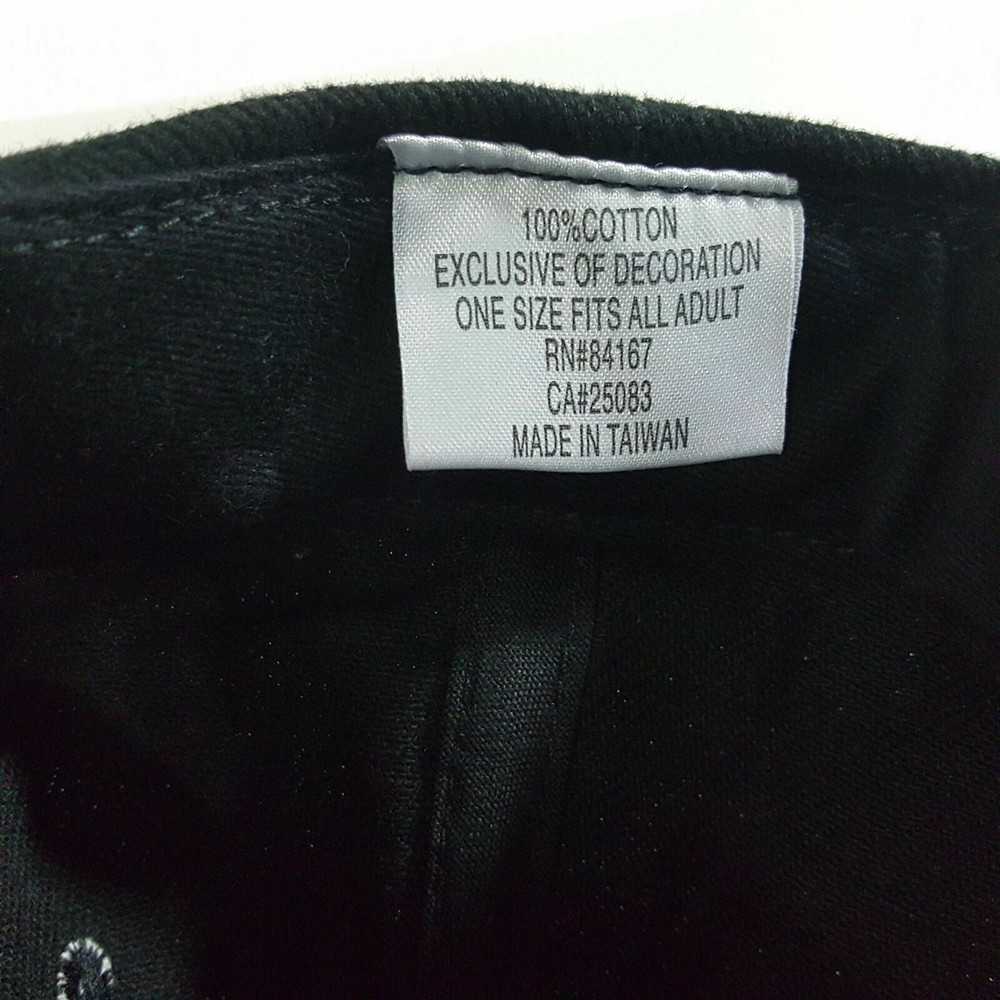 100%COTTON
EXCLUSIVE OF DECORATION
ONE SIZE FITS ALL ADULT
RN#84167
CA#25083
MADE IN TAIWAN